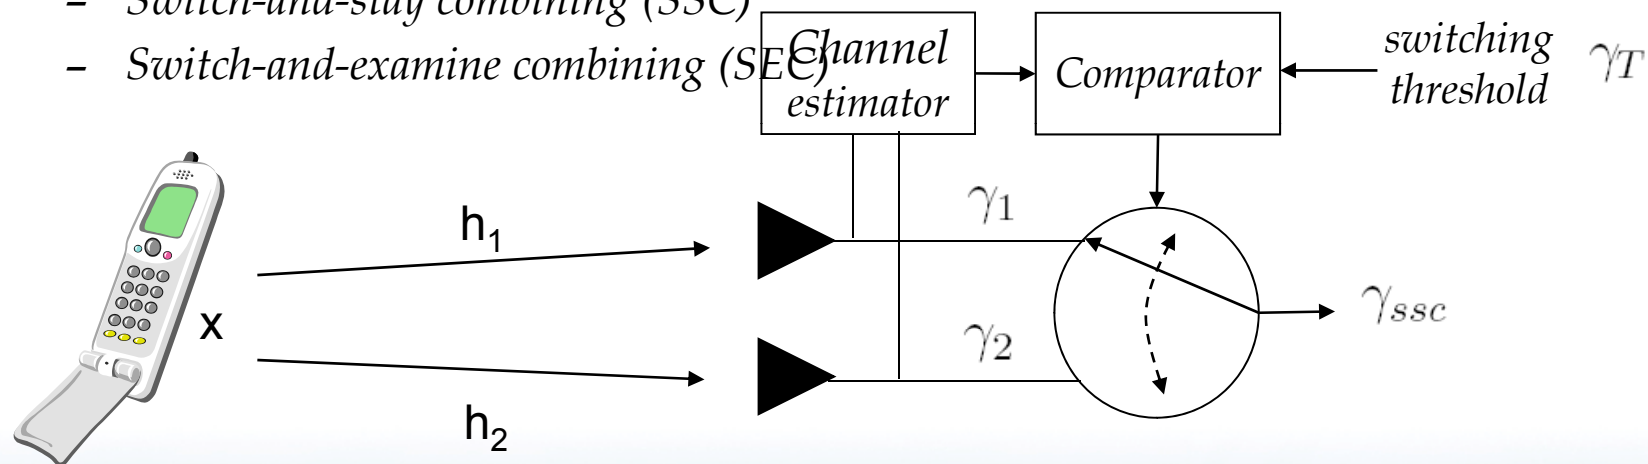 – Switch-and-stay combining (SSC)
– Switch-and-examine combining (SEC)
Channel
estimator
Comparator
switching
threshold
γT
h1
γ1
x
γssc
γ2
h2